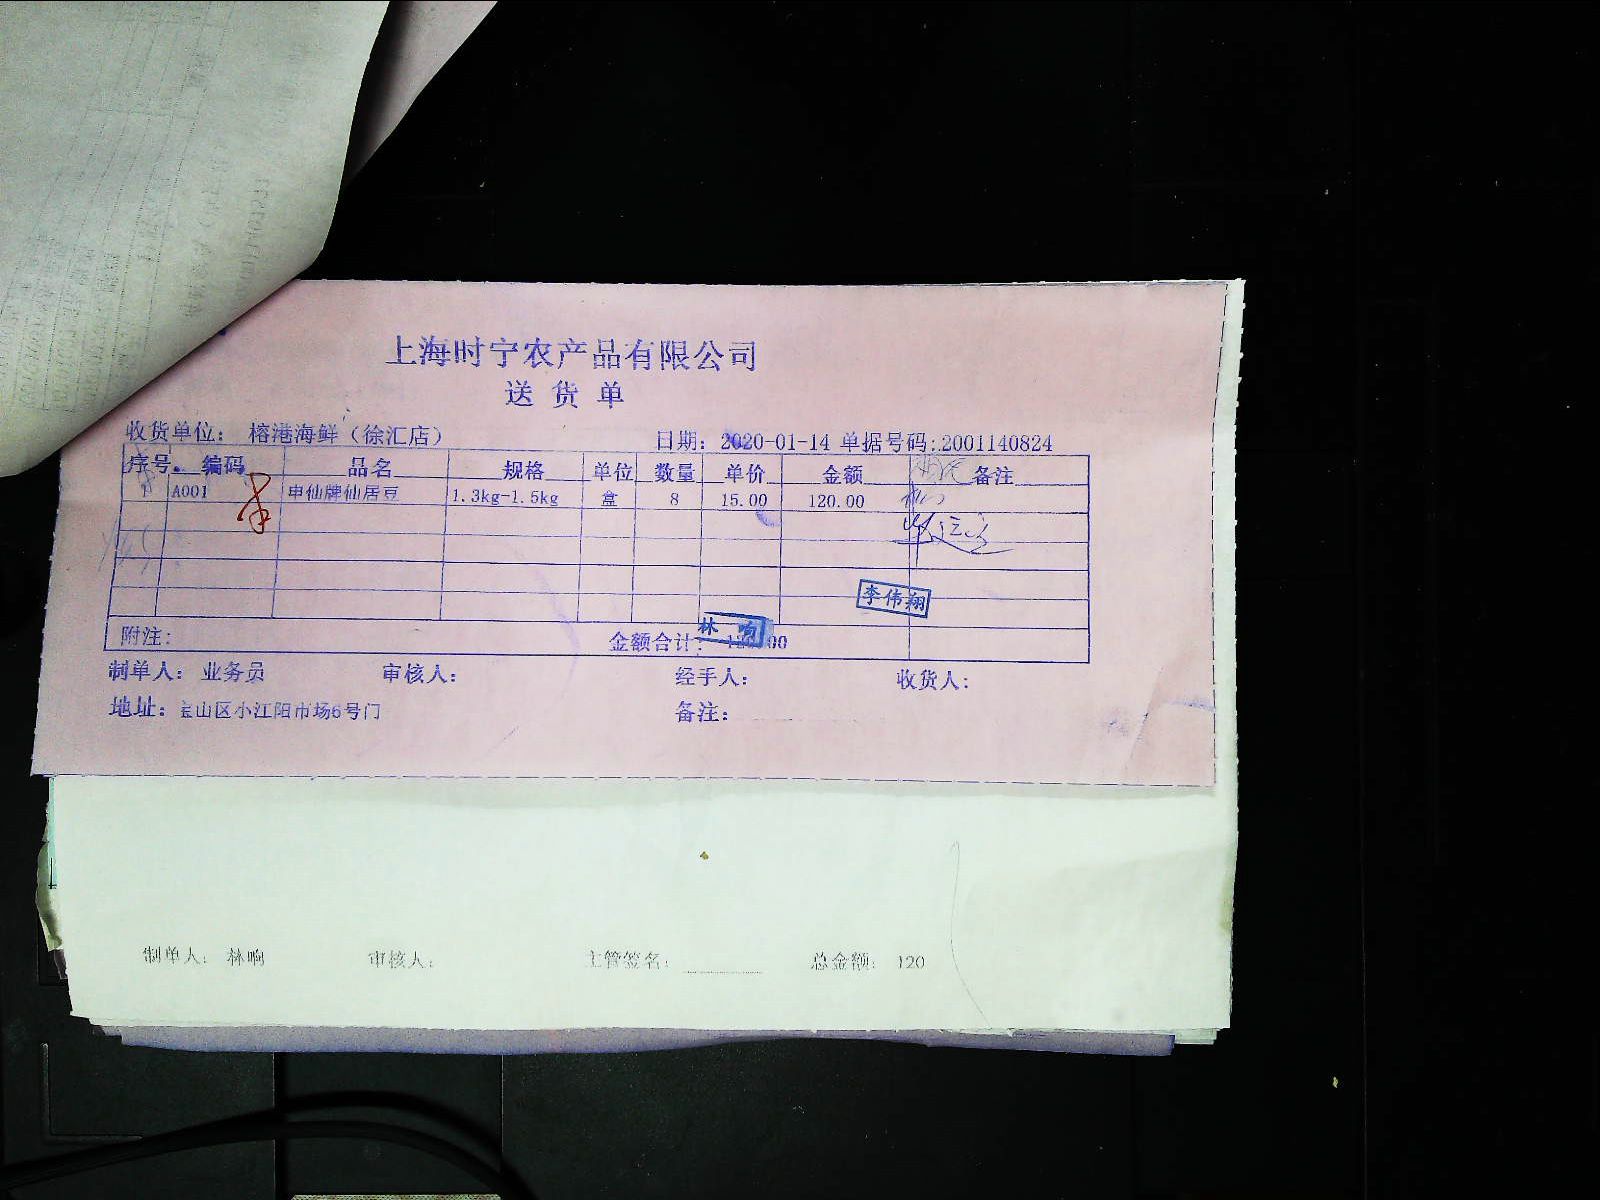 上海时宁农产品有限公司
送货单
收货单位： 榕港海鲜（徐汇店）
日期：2020-01-14 单据号码:2001140824
序号 编码 品名 规格 单位 数量 单价 金额 备注
1 A001 申仙牌仙居豆 1.3kg-1.5kg 盒 8 15.00 120.00
李伟翔
林响
附注: 金额合计: 120.00
制单人：业务员 审核人： 经手人： 收货人：
地址：宝山区小江阳市场6号门 备注：
制单人: 林响 审核人: 主管签名: 总金额: 120